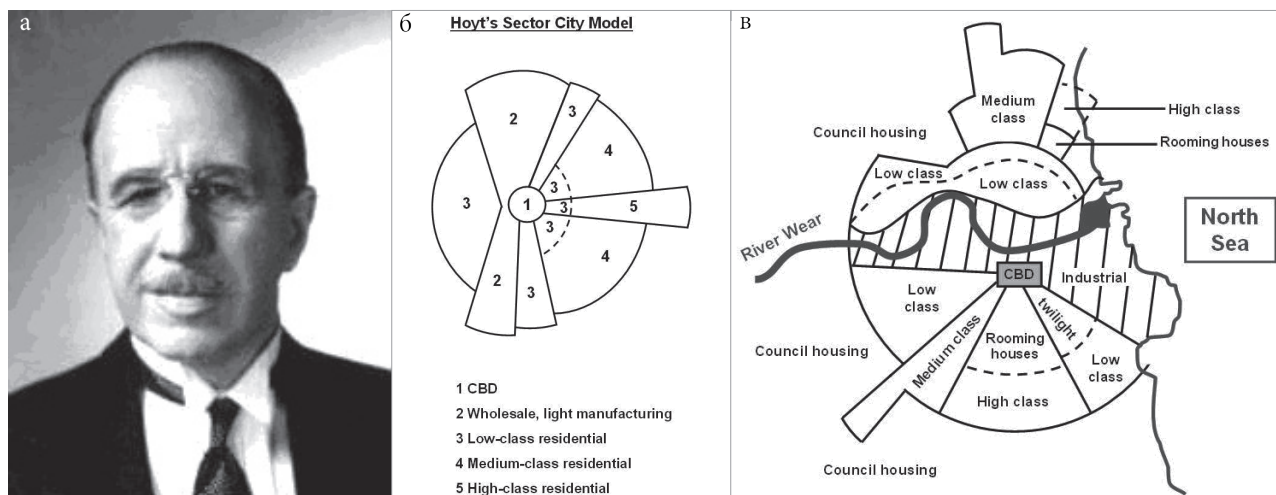 а
б
Hoyt's Sector City Model
2
3
4
3
3
1
3
5
3
4
2
3
1 CBD
2 Wholesale, light manufacturing
3 Low-class residential
4 Medium-class residential
5 High-class residential
в
Medium
class
High class
Council housing
Rooming houses
Low class
Low class
River Wear
North
Sea
CBD
Industrial
Low
class
twilight
Medium class
Rooming
houses
Council housing
Low
class
High class
Council housing